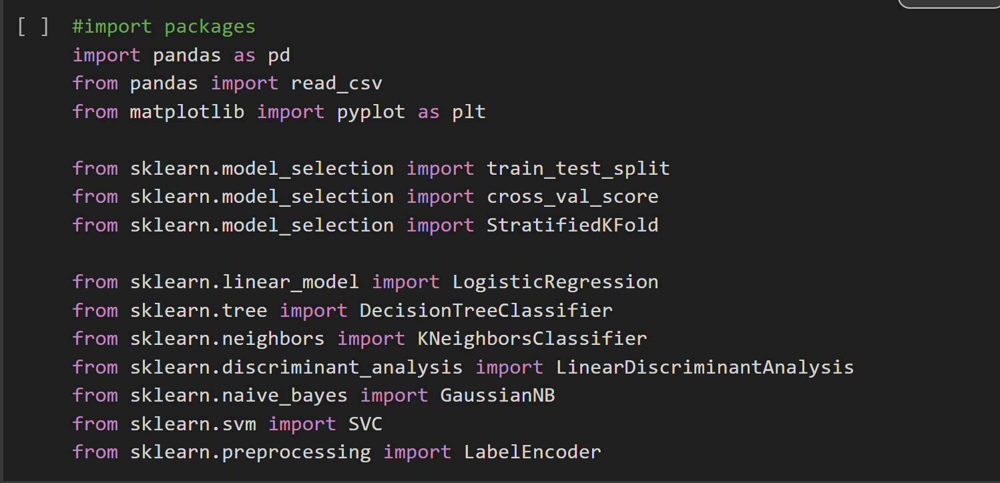 [ ] #import packages
import pandas as pd
from pandas import read_csv
from matplotlib import pyplot as plt
from sklearn.model_selection import train_test_split
from sklearn.model_selection import cross_val_score
from sklearn.model_selection import StratifiedKFold
from sklearn.linear_model import LogisticRegression
from sklearn.tree import DecisionTreeClassifier
from sklearn.neighbors import KNeighborsClassifier
from sklearn.discriminant_analysis import LinearDiscriminantAnalysis
from sklearn.naive_bayes import GaussianNB
from sklearn.svm import SVC
from sklearn.preprocessing import LabelEncoder